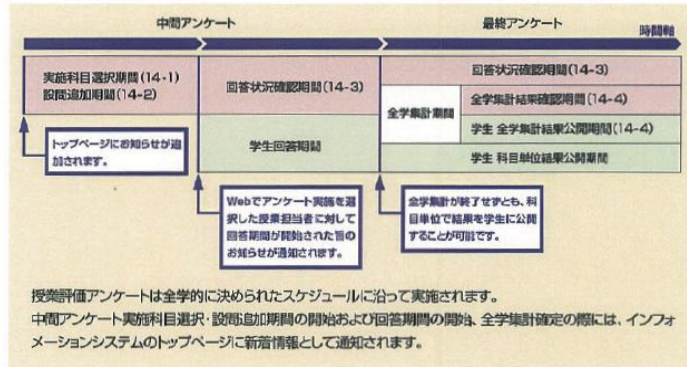 中間アンケート
最終アンケート
時間軸
実施科目選択期間(14-1)
設問追加期間(14-2)
回答状況確認期間(14-3)
回答状況確認期間(14-3)
全学集計期間
全学集計結果確認期間(14-4)
学生回答期間
学生 全学集計結果公開期間(14-4)
学生 科目単位結果公開期間
トップページにお知らせが追
加されます。
Webでアンケート実施を選
択した授業担当者に対して
回答期間が開始された旨の
お知らせが通知されます。
全学集計が終了せずとも、科
目単位で結果を学生に公開
することが可能です。
授業評価アンケートは全学的に決められたスケジュールに沿って実施されます。
中間アンケート実施科目選択・設問追加期間の開始および回答期間の開始、全学集計確定の際には、インフォ
メーションシステムのトップページに新着情報として通知されます。